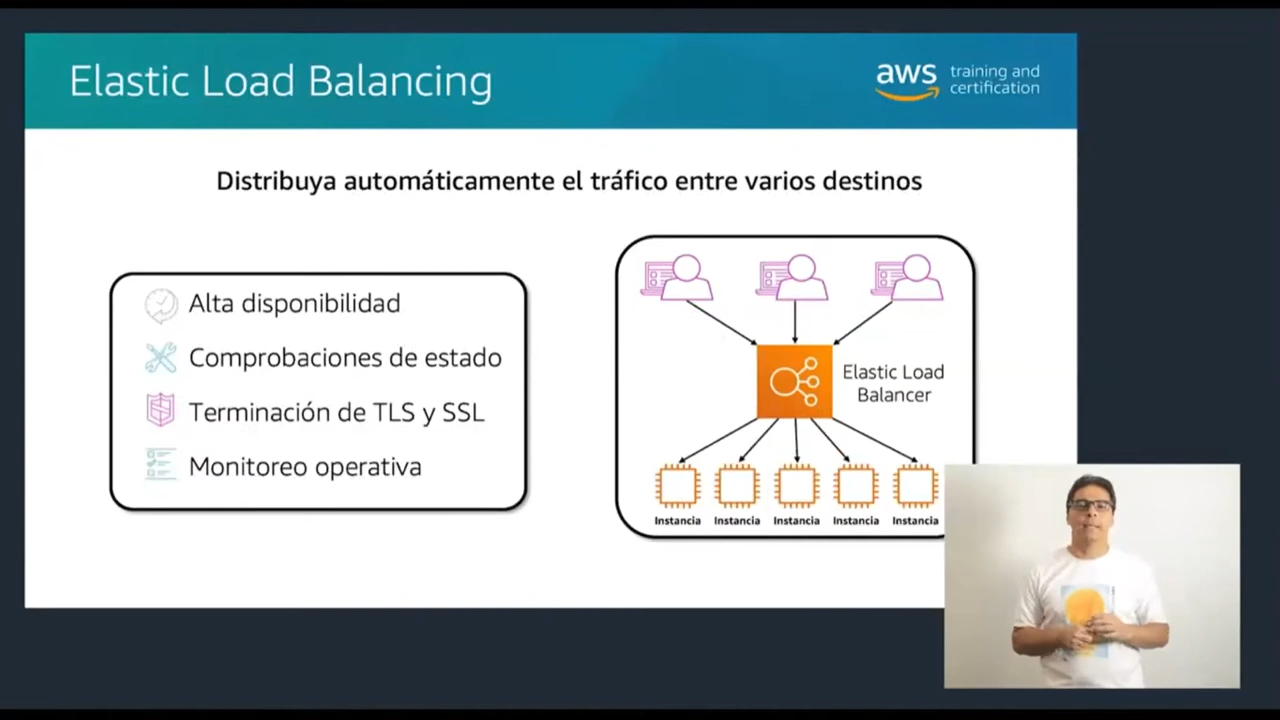 Elastic Load Balancing
aws
training and
certification
Distribuya automáticamente el tráfico entre varios destinos
Alta disponibilidad
Comprobaciones de estado
Terminación de TLS y SSL
Monitoreo operativa
Elastic Load
Balancer
Instancia Instancia Instancia Instancia Instancia